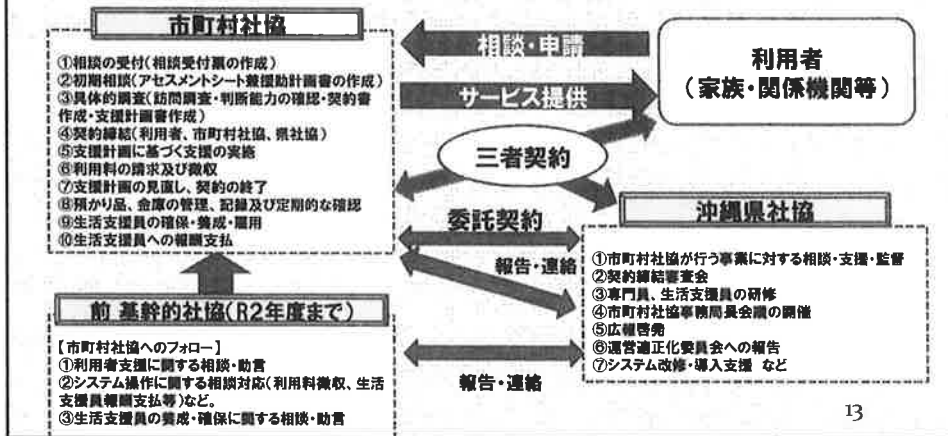 市町村社協
①相談の受付(相談受付票の作成)
②初期相談(アセスメントシート兼援助計画書の作成)
③具体的調査(訪問調査・判断能力の確認・契約書
作成・支援計画書作成)
④契約締結(利用者、市町村社協、県社協)
⑤支援計画に基づく支援の実施
⑥利用料の請求及び徴収
⑦支援計画の見直し、契約の終了
⑧預かり品、金庫の管理、記録及び定期的な確認
⑨生活支援員の確保・養成・雇用
⑩生活支援員への報酬支払
相談・申請
サービス提供
利用者
(家族・関係機関等)
三者契約
委託契約
報告・連絡
沖縄県社協
①市町村社協が行う事業に対する相談・支援・監督
②契約締結審査会
③専門員、生活支援員の研修
④市町村社協事務局長会議の開催
⑤広報啓発
⑥運営適正化委員会への報告
⑦システム改修・導入支援 など
前 基幹的社協(R2年度まで)
【市町村社協へのフォロー】
①利用者支援に関する相談・助言
②システム操作に関する相談対応(利用料徴収、生活
支援員報酬支払等)など。
③生活支援員の養成・確保に関する相談・助言
報告・連絡
13